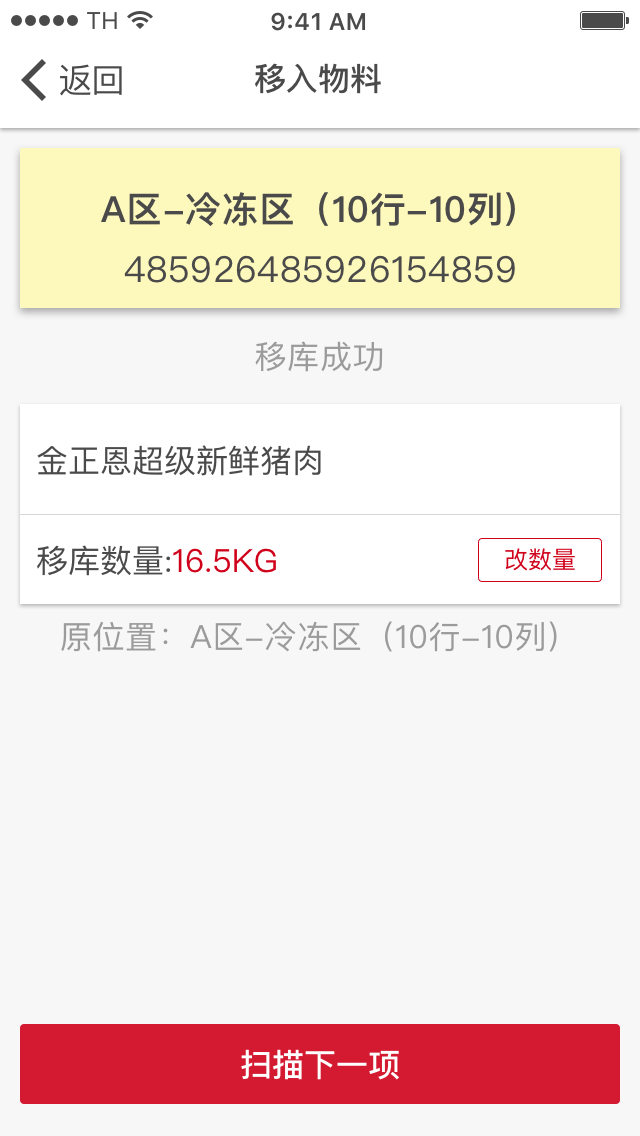 TH 9:41 AM
返回 移入物料
A区–冷冻区（10行–10列）
485926485926154859
移库成功
金正恩超级新鲜猪肉
移库数量:16.5KG 改数量
原位置：A区–冷冻区（10行–10列）
扫描下一项